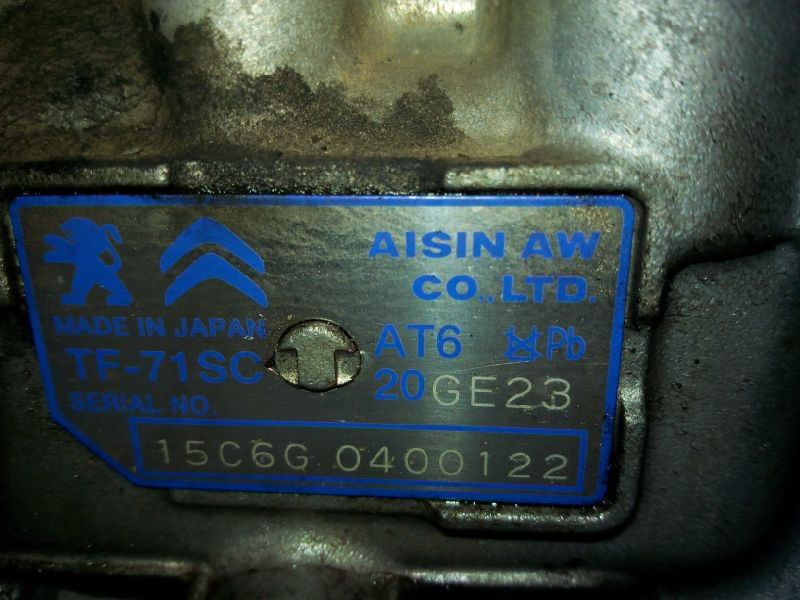 AISIN AW
CO., LTD.
MADE IN JAPAN
AT6 Pb
TF-71SC
20GE23
SERIAL NO.
15C6G 0400122